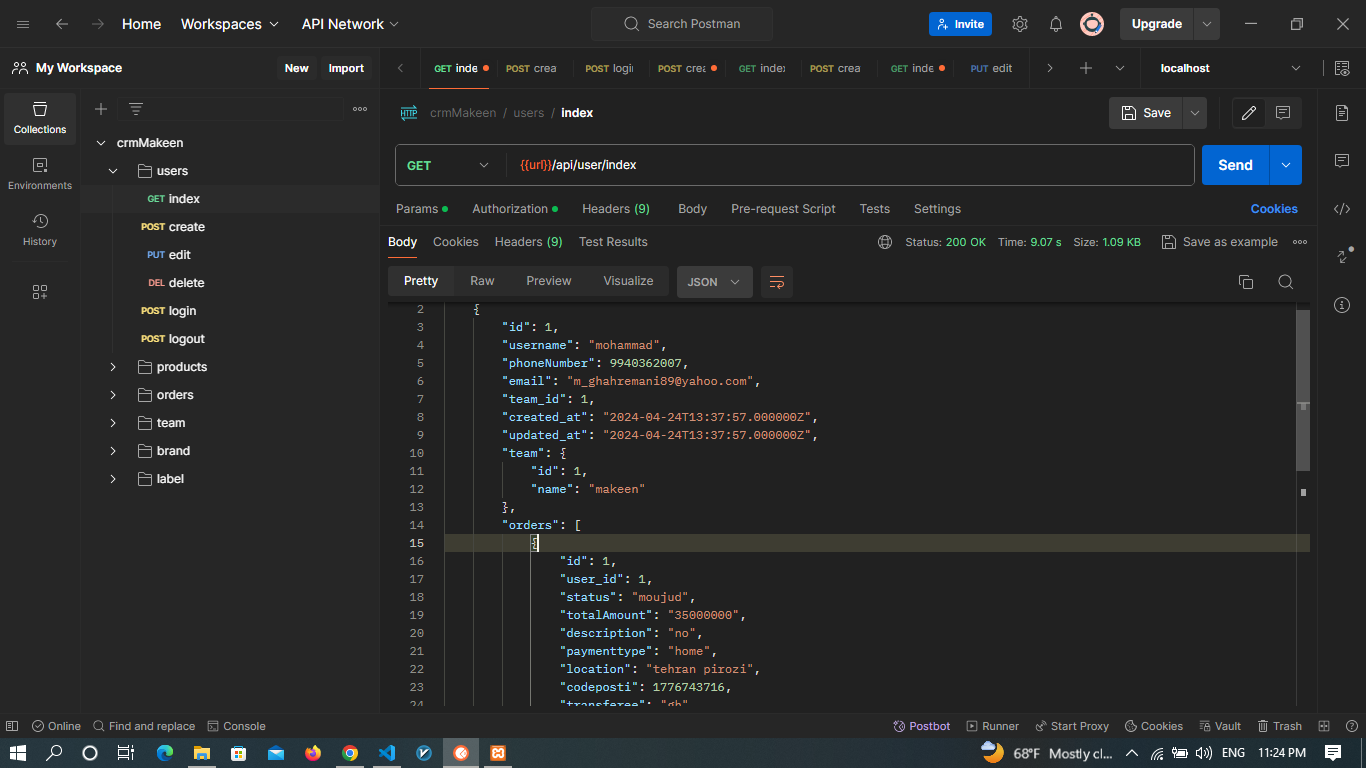 Home Workspaces API Network Search Postman Invite Upgrade
My Workspace New Import GET inde POST crea POST logi POST crea GET index POST crea GET inde PUT edit localhost
Collections
Environments
History
crmMakeen
users
GET index
POST create
PUT edit
DEL delete
POST login
POST logout
products
orders
team
brand
label
HTTP crmMakeen / users / index Save
GET {{url}}/api/user/index Send
Params Authorization Headers (9) Body Pre-request Script Tests Settings Cookies
Body Cookies Headers (9) Test Results Status: 200 OK Time: 9.07 s Size: 1.09 KB Save as example
Pretty Raw Preview Visualize JSON
2 {
3 "id": 1,
4 "username": "mohammad",
5 "phoneNumber": 9940362007,
6 "email": "m_ghahremani89@yahoo.com",
7 "team_id": 1,
8 "created_at": "2024-04-24T13:37:57.000000Z",
9 "updated_at": "2024-04-24T13:37:57.000000Z",
10 "team": {
11 "id": 1,
12 "name": "makeen"
13 },
14 "orders": [
15 {
16 "id": 1,
17 "user_id": 1,
18 "status": "moujud",
19 "totalAmount": "35000000",
20 "description": "no",
21 "paymenttype": "home",
22 "location": "tehran pirozi",
23 "codeposti": 1776743716,
24 "transferee": "gh"
Online Find and replace Console Postbot Runner Start Proxy Cookies Vault Trash
68°F Mostly cl... ENG 11:24 PM